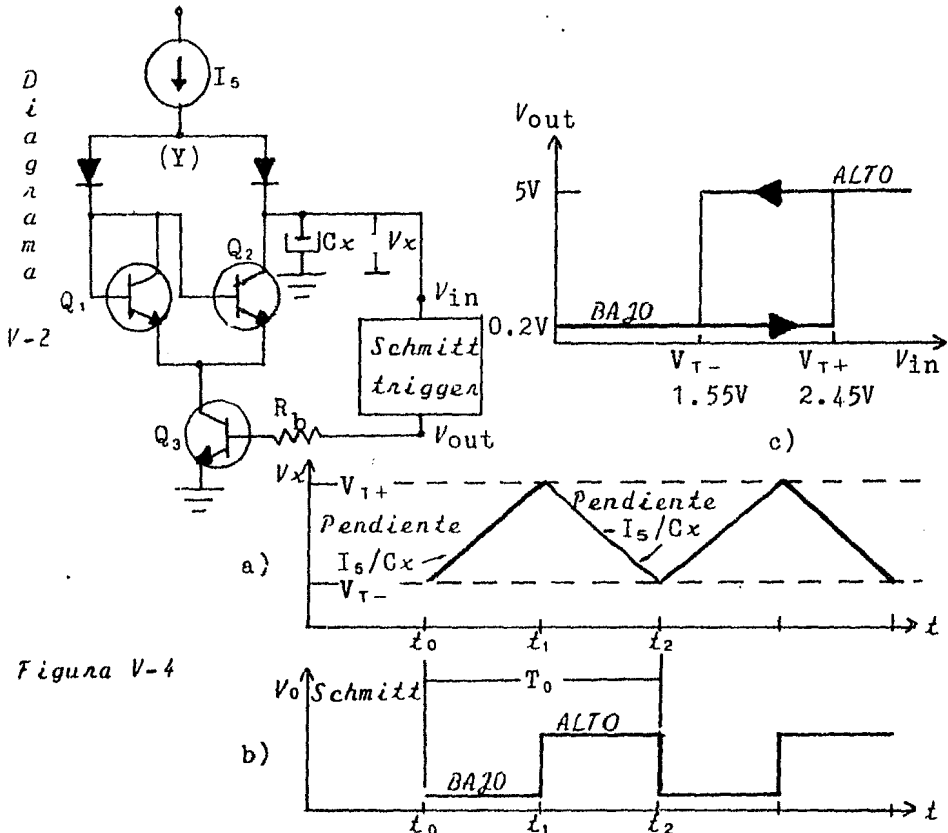 Diagrama
V-2
I5
(Y)
Q1
Q2
Cx
Vx
Vin
Schmitt
trigger
Vout
Rb
Q3
Vout
5V
ALTO
0.2V
BAJO
VT-
1.55V
VT+
2.45V
Vin
c)
Vx
VT+
Pendiente
I5/Cx
Pendiente
-I5/Cx
a)
VT-
t0
t1
t2
t
Figura V-4
V0
Schmitt
T0
ALTO
b)
BAJO
t0
t1
t2
t